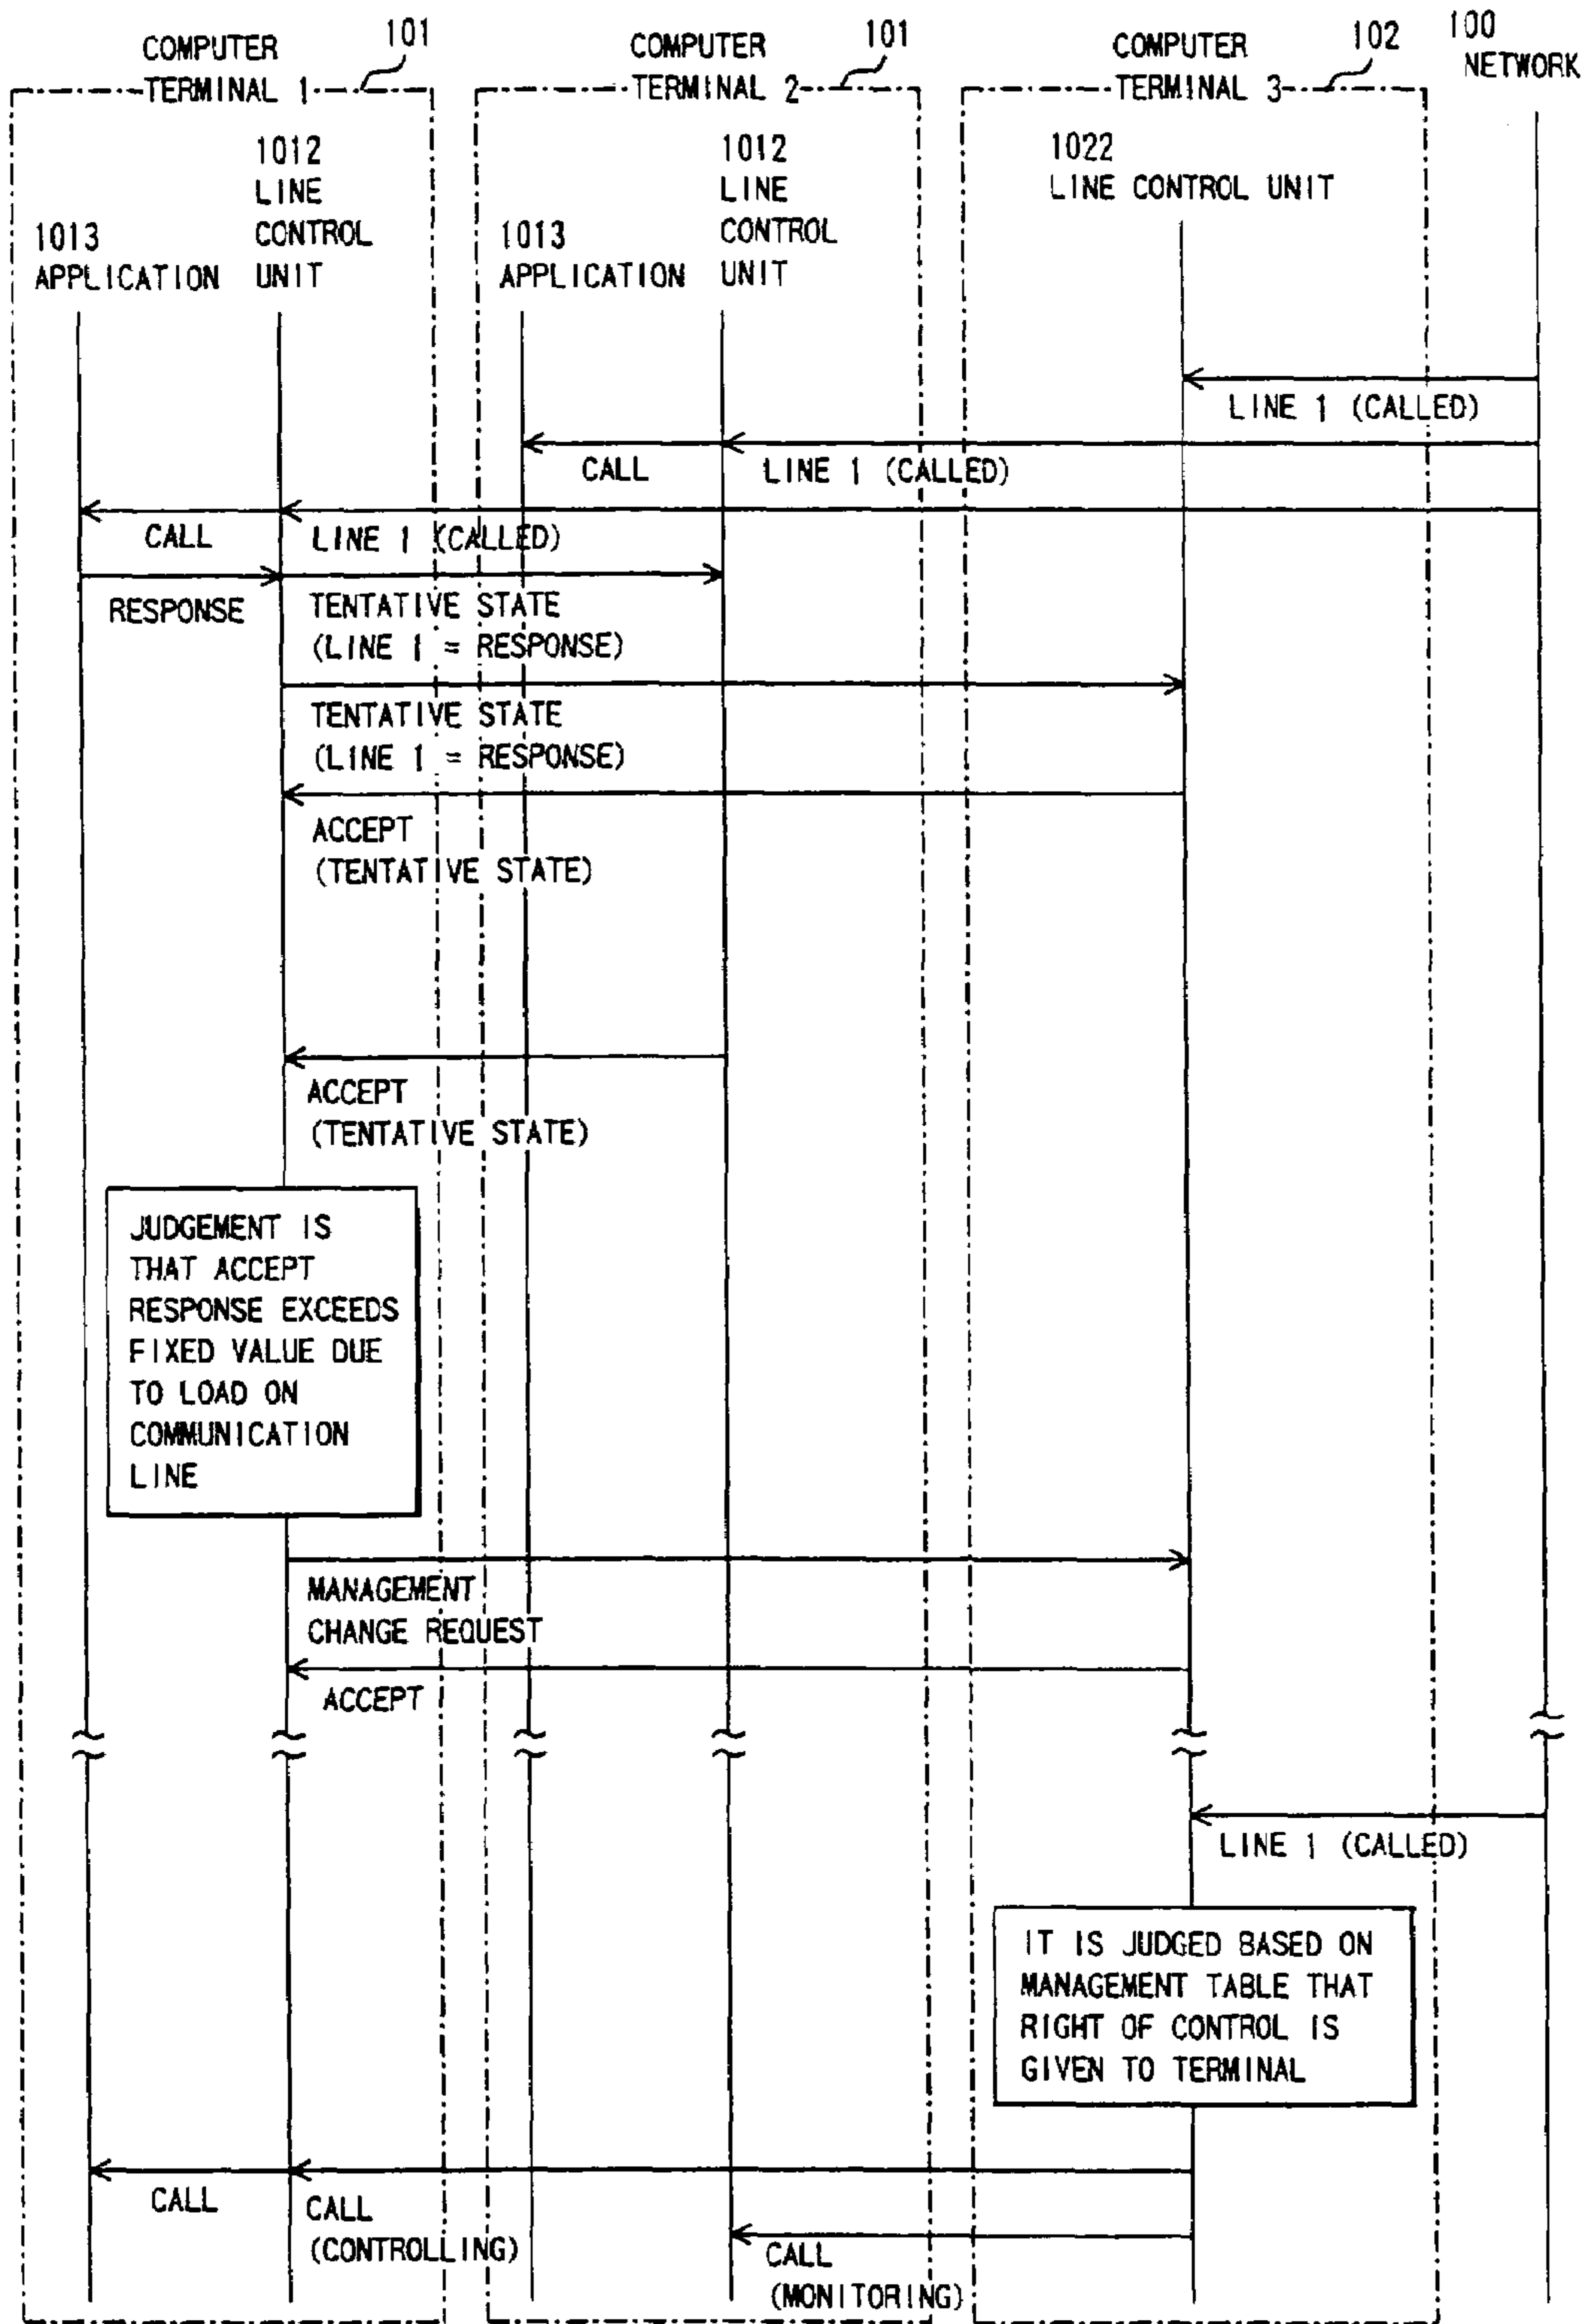 COMPUTER
TERMINAL 1
101
COMPUTER
TERMINAL 2
101
COMPUTER
TERMINAL 3
102
100
NETWORK
1013
APPLICATION
1012
LINE
CONTROL
UNIT
1013
APPLICATION
1012
LINE
CONTROL
UNIT
1022
LINE CONTROL UNIT
LINE 1 (CALLED)
CALL
LINE 1 (CALLED)
CALL
LINE 1 (CALLED)
RESPONSE
TENTATIVE STATE
(LINE 1 = RESPONSE)
TENTATIVE STATE
(LINE 1 = RESPONSE)
ACCEPT
(TENTATIVE STATE)
ACCEPT
(TENTATIVE STATE)
JUDGEMENT IS
THAT ACCEPT
RESPONSE EXCEEDS
FIXED VALUE DUE
TO LOAD ON
COMMUNICATION
LINE
MANAGEMENT
CHANGE REQUEST
ACCEPT
LINE 1 (CALLED)
IT IS JUDGED BASED ON
MANAGEMENT TABLE THAT
RIGHT OF CONTROL IS
GIVEN TO TERMINAL
CALL
CALL
(CONTROLLING)
CALL
(MONITORING)